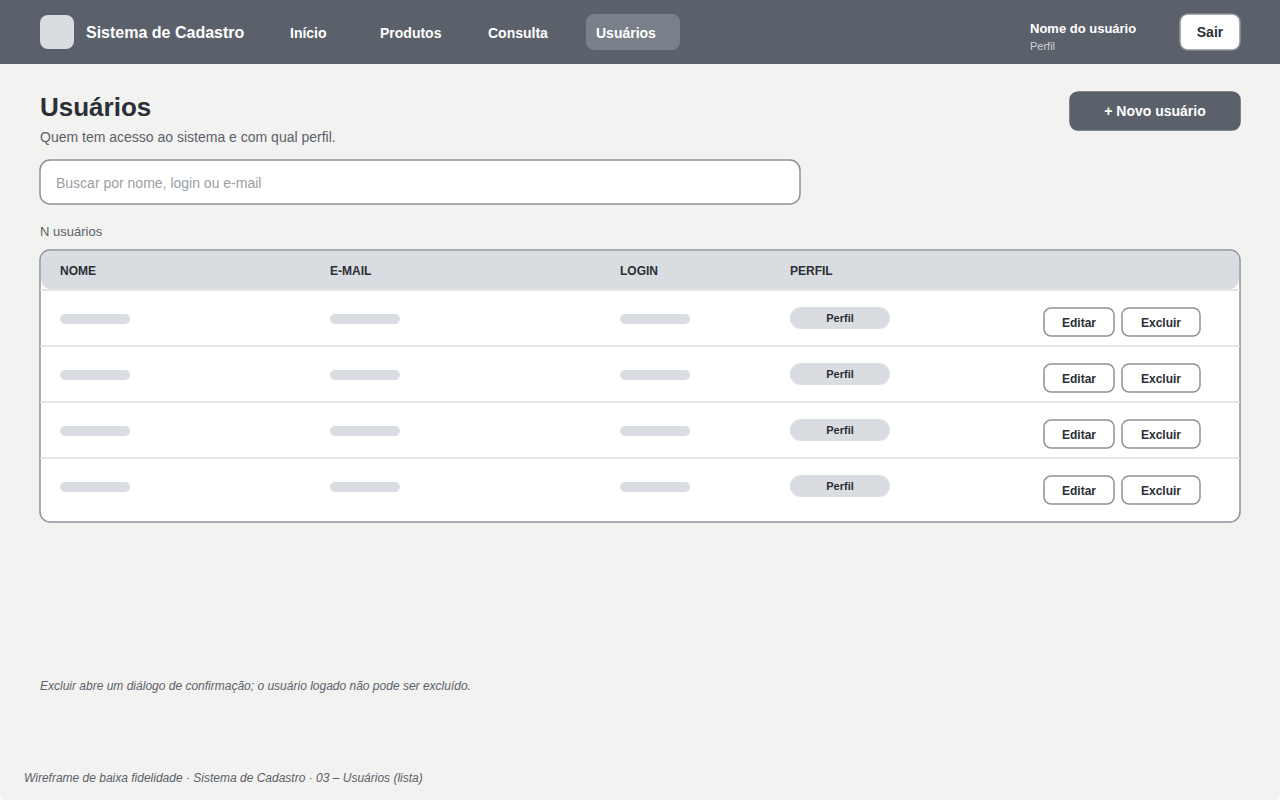 Sistema de Cadastro Início Produtos Consulta Usuários Nome do usuário Sair
Perfil
Usuários
+ Novo usuário
Quem tem acesso ao sistema e com qual perfil.
Buscar por nome, login ou e-mail
N usuários
NOME E-MAIL LOGIN PERFIL
Perfil Editar Excluir
Perfil Editar Excluir
Perfil Editar Excluir
Perfil Editar Excluir
Excluir abre um diálogo de confirmação; o usuário logado não pode ser excluído.
Wireframe de baixa fidelidade · Sistema de Cadastro · 03 – Usuários (lista)